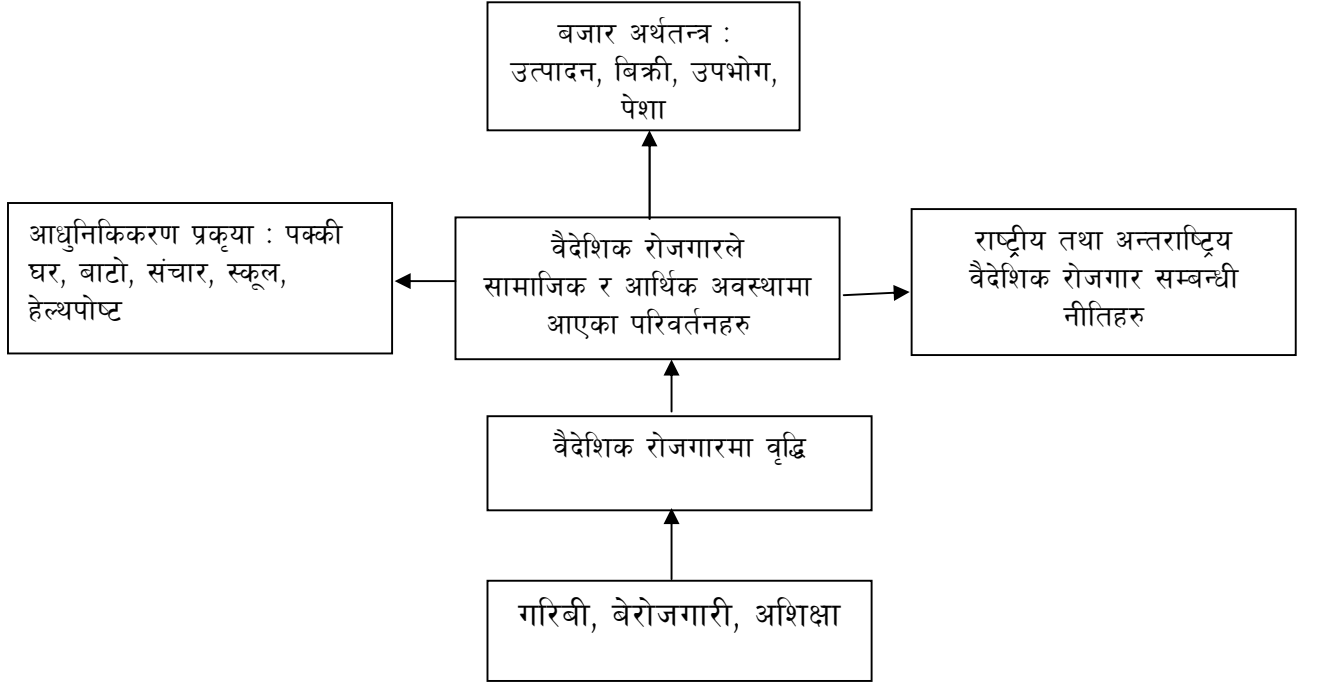 बजार अर्थतन्त्र :
उत्पादन, बिक्री, उपभोग,
पेशा
आधुनिकिकरण प्रकृया : पक्की
घर, बाटो, संचार, स्कूल,
हेल्थपोष्ट
वैदेशिक रोजगारले
सामाजिक र आर्थिक अवस्थामा
आएका परिवर्तनहरु
राष्ट्रीय तथा अन्तराष्ट्रिय
वैदेशिक रोजगार सम्बन्धी
नीतिहरु
वैदेशिक रोजगारमा वृद्धि
गरिबी, बेरोजगारी, अशिक्षा